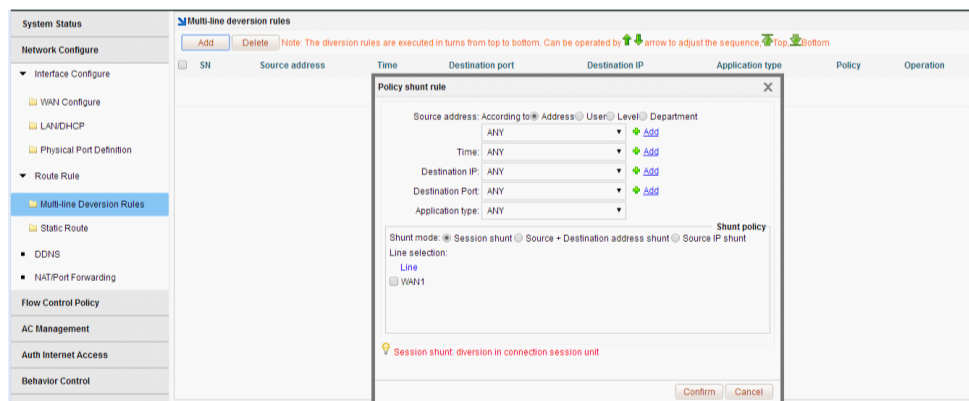 System Status
Network Configure
Interface Configure
WAN Configure
LAN/DHCP
Physical Port Definition
Route Rule
Multi-line Deversion Rules
Static Route
DDNS
NAT/Port Forwarding
Flow Control Policy
AC Management
Auth Internet Access
Behavior Control
Multi-line deversion rules
Add Delete Note: The diversion rules are executed in turns from top to bottom. Can be operated by arrow to adjust the sequence, Top, Bottom
SN Source address Time Destination port Destination IP Application type Policy Operation
Policy shunt rule
Source address: According to Address User Level Department
ANY Add
Time: ANY Add
Destination IP: ANY Add
Destination Port: ANY Add
Application type: ANY
Shunt policy
Shunt mode: Session shunt Source + Destination address shunt Source IP shunt
Line selection:
Line
WAN1
Session shunt: diversion in connection session unit
Confirm Cancel